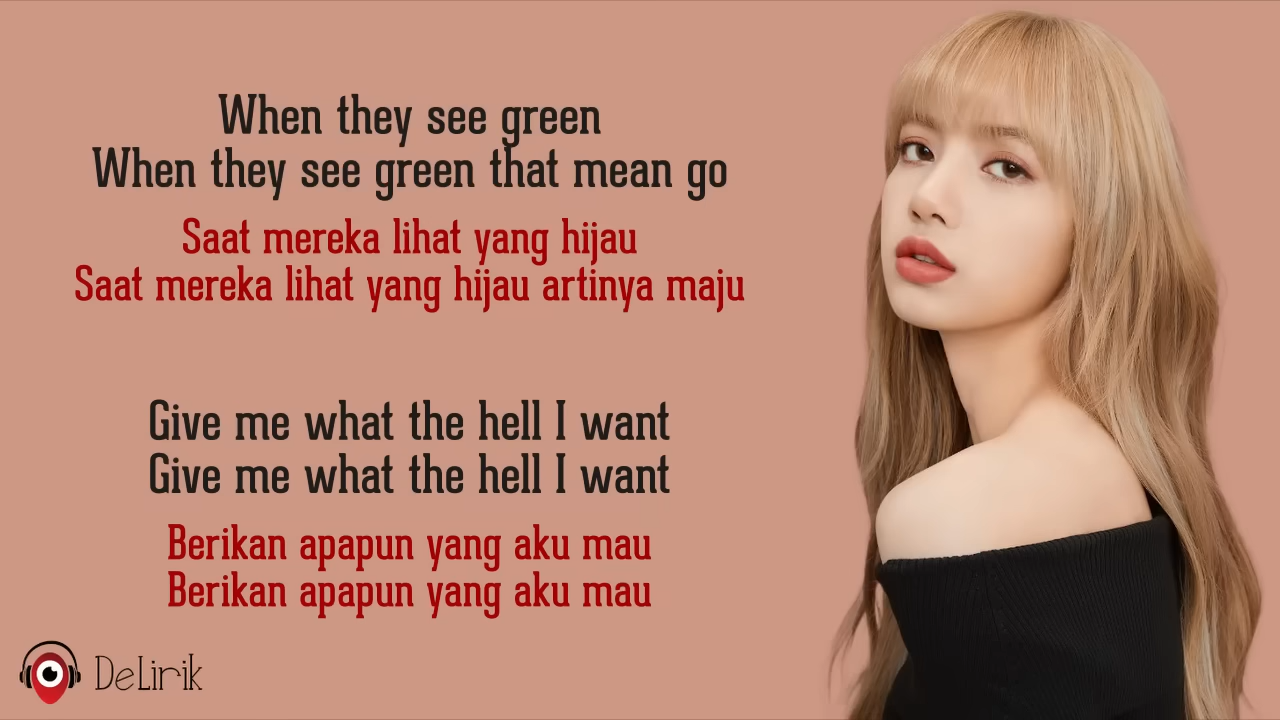 When they see green
When they see green that mean go
Saat mereka lihat yang hijau
Saat mereka lihat yang hijau artinya maju
Give me what the hell I want
Give me what the hell I want
Berikan apapun yang aku mau
Berikan apapun yang aku mau
DeLirik